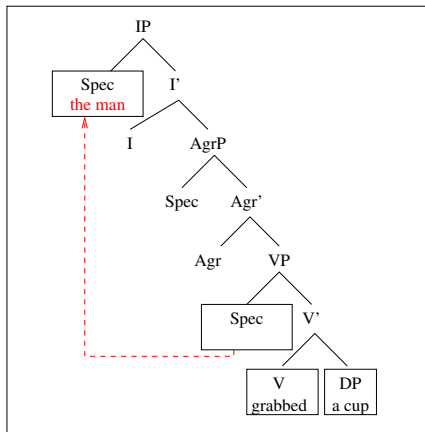 IP
Spec I'
the man
I AgrP
Spec Agr'
Agr VP
Spec V'
V DP
grabbed a cup